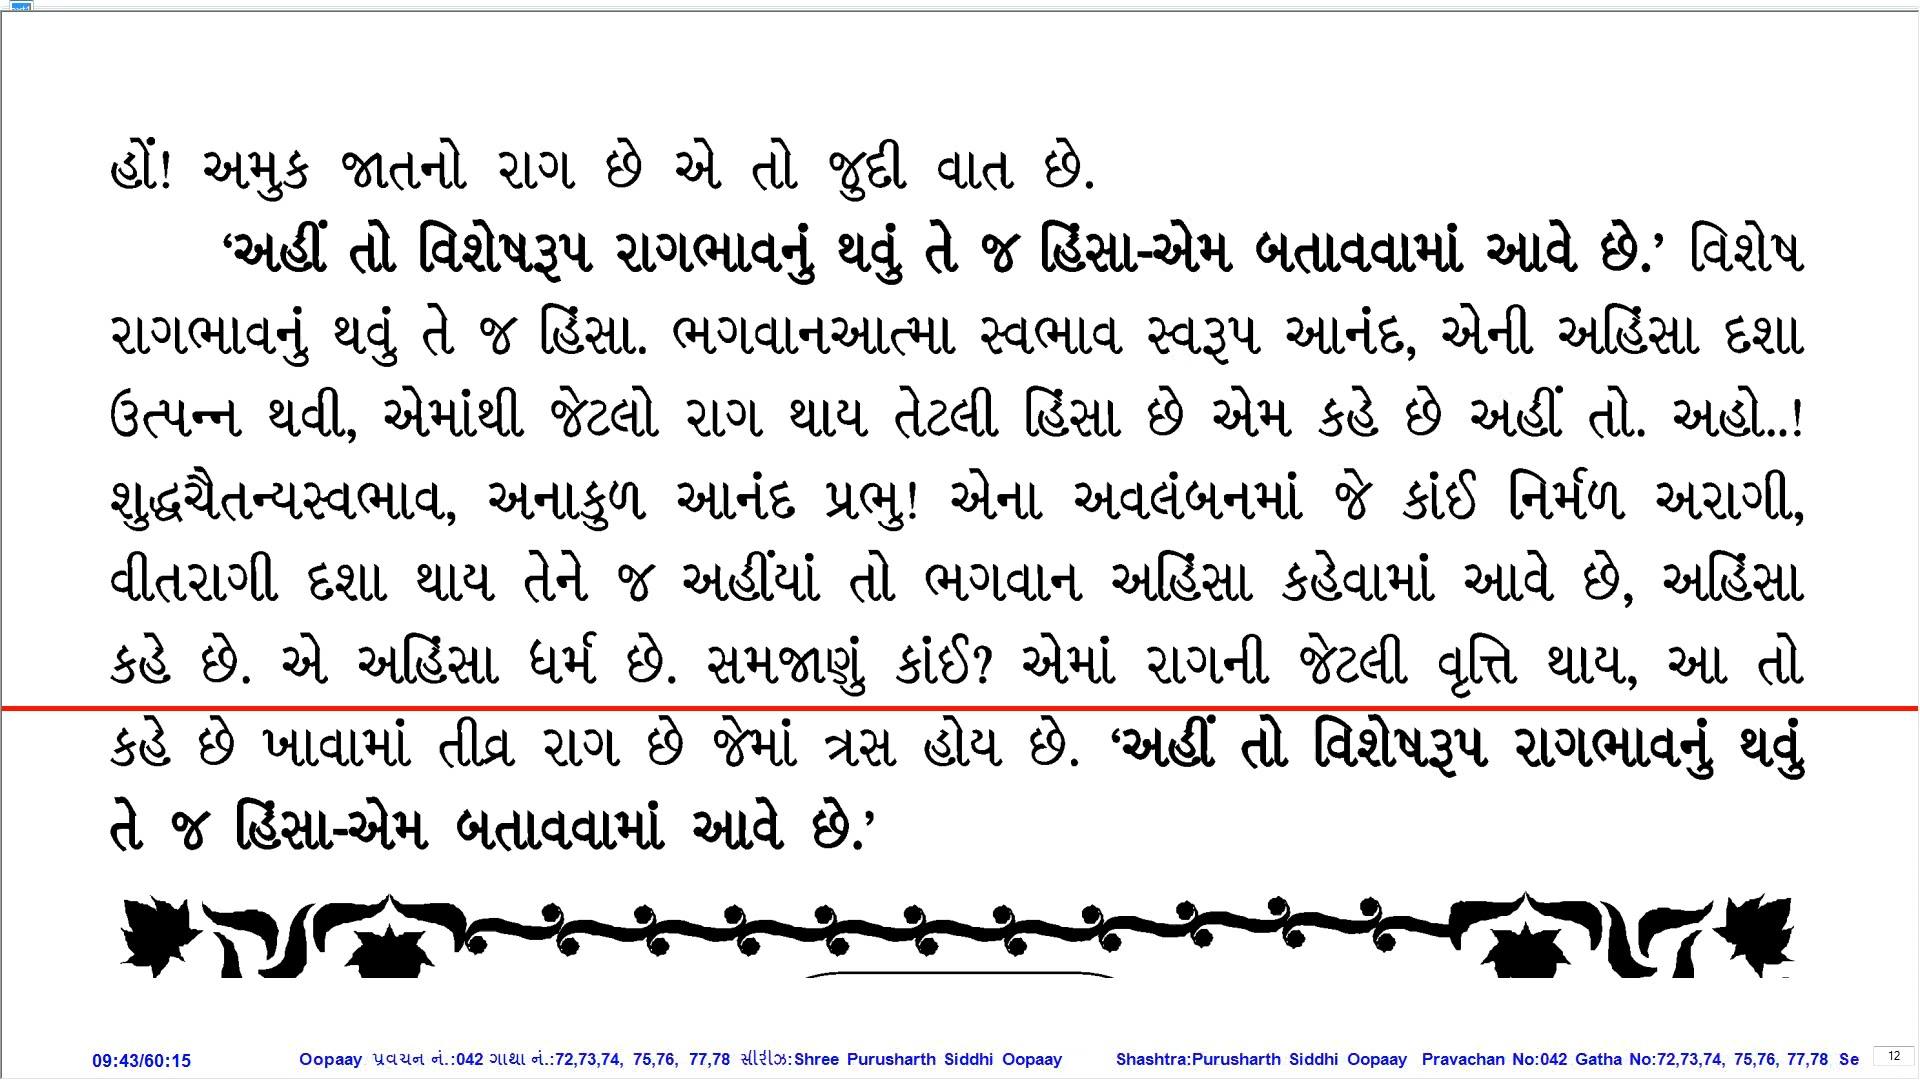 હોં! અમુક જાતનો રાગ છે એ તો જુદી વાત છે.
‘અહીં તો વિશેષરૂપ રાગભાવનું થવું તે જ હિંસા-એમ બતાવવામાં આવે છે.’ વિશેષ
રાગભાવનું થવું તે જ હિંસા. ભગવાનઆત્મા સ્વભાવ સ્વરૂપ આનંદ, એની અહિંસા દશા
ઉત્પન્ન થવી, એમાંથી જેટલો રાગ થાય તેટલી હિંસા છે એમ કહે છે અહીં તો. અહો..!
શુદ્ધચૈતન્યસ્વભાવ, અનાકુળ આનંદ પ્રભુ! એના અવલંબનમાં જે કાંઈ નિર્મળ અરાગી,
વીતરાગી દશા થાય તેને જ અહીંયાં તો ભગવાન અહિંસા કહેવામાં આવે છે, અહિંસા
કહે છે. એ અહિંસા ધર્મ છે. સમજાણું કાંઈ? એમાં રાગની જેટલી વૃત્તિ થાય, આ તો
કહે છે ખાવામાં તીવ્ર રાગ છે જેમાં ત્રસ હોય છે. ‘અહીં તો વિશેષરૂપ રાગભાવનું થવું
તે જ હિંસા-એમ બતાવવામાં આવે છે.’
09:43/60:15 Oopaay પ્રવચન નં.:042 ગાથા નં.:72,73,74, 75,76, 77,78 સીરીઝ:Shree Purusharth Siddhi Oopaay Shashtra:Purusharth Siddhi Oopaay Pravachan No:042 Gatha No:72,73,74, 75,76, 77,78 Se 12